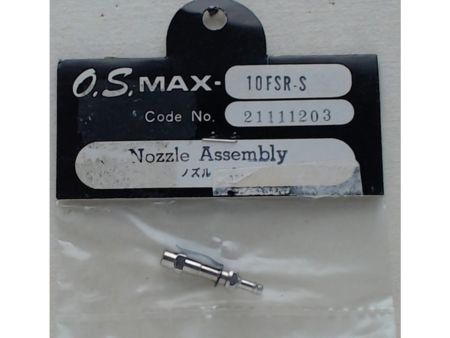 O.S. MAX- 10FSR-S
Code No. 21111203
Nozzle Assembly
ノズル